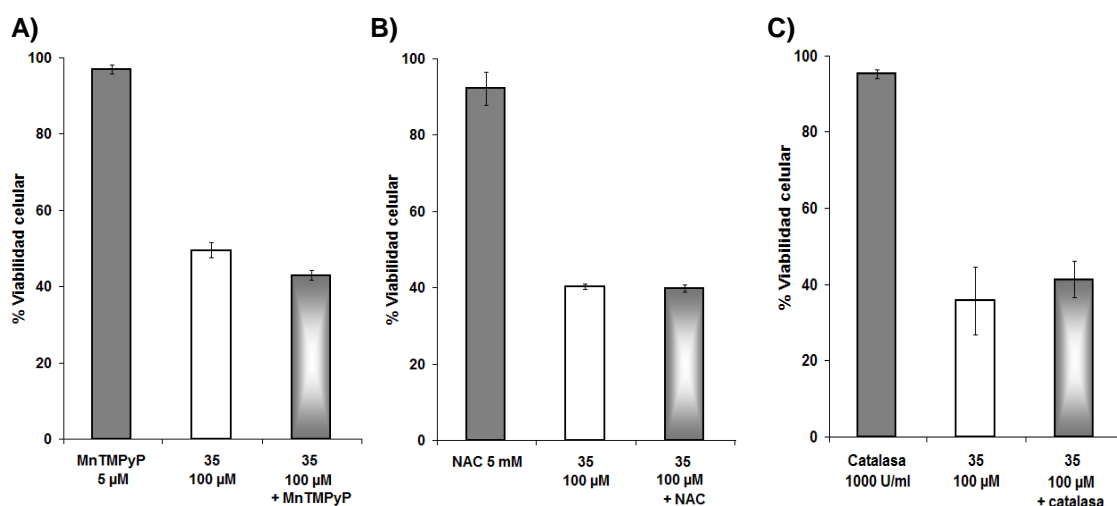 A)
% Viabilidad celular
100
80
60
40
20
0
MnTMPyP
5 µM
35
100 µM
35
100 µM
+ MnTMPyP
B)
% Viabilidad celular
100
80
60
40
20
0
NAC 5 mM
35
100 µM
35
100 µM
+ NAC
C)
% Viabilidad celular
100
80
60
40
20
0
Catalasa
1000 U/ml
35
100 µM
35
100 µM
+ catalasa